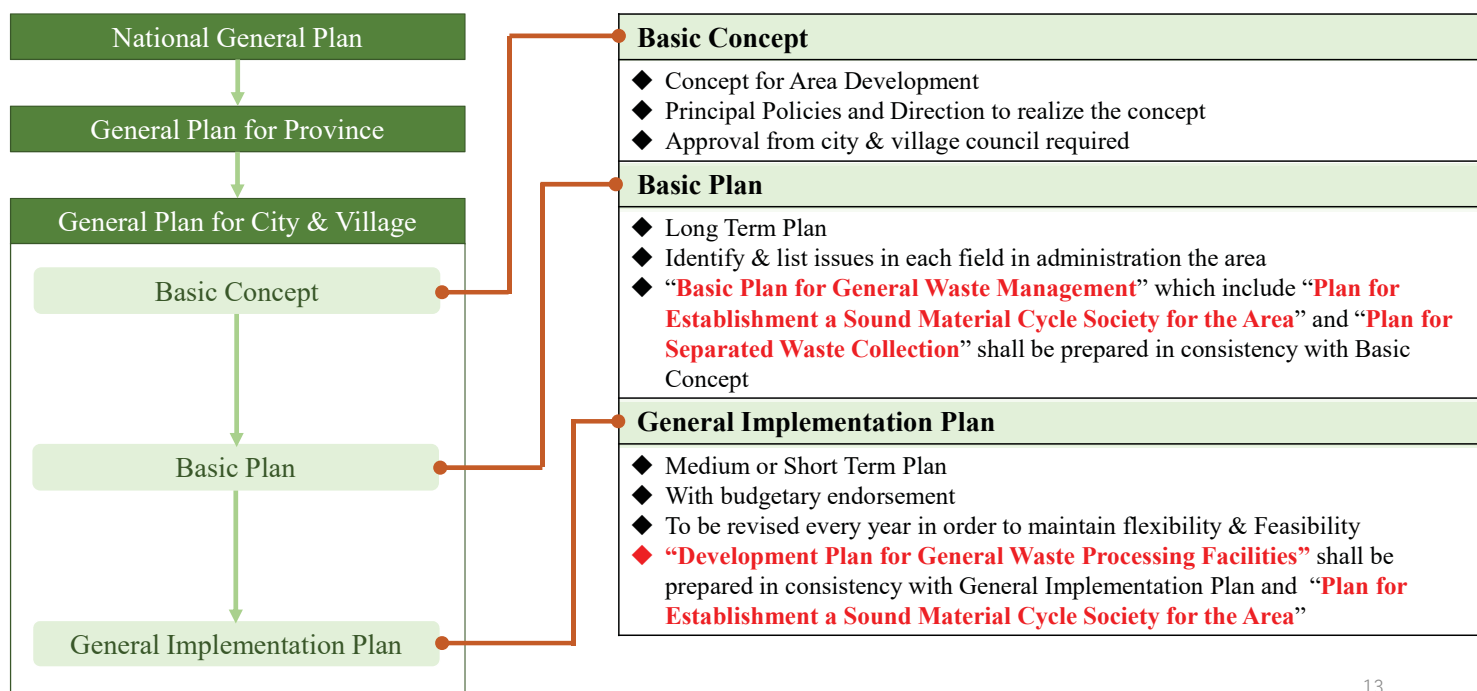 National General Plan
General Plan for Province
General Plan for City & Village
Basic Concept
Basic Plan
General Implementation Plan
Basic Concept
◆ Concept for Area Development
◆ Principal Policies and Direction to realize the concept
◆ Approval from city & village council required
Basic Plan
◆ Long Term Plan
◆ Identify & list issues in each field in administration the area
◆ “Basic Plan for General Waste Management” which include “Plan for
Establishment a Sound Material Cycle Society for the Area” and “Plan for
Separated Waste Collection” shall be prepared in consistency with Basic
Concept
General Implementation Plan
◆ Medium or Short Term Plan
◆ With budgetary endorsement
◆ To be revised every year in order to maintain flexibility & Feasibility
◆ “Development Plan for General Waste Processing Facilities” shall be
prepared in consistency with General Implementation Plan and “Plan for
Establishment a Sound Material Cycle Society for the Area”
13